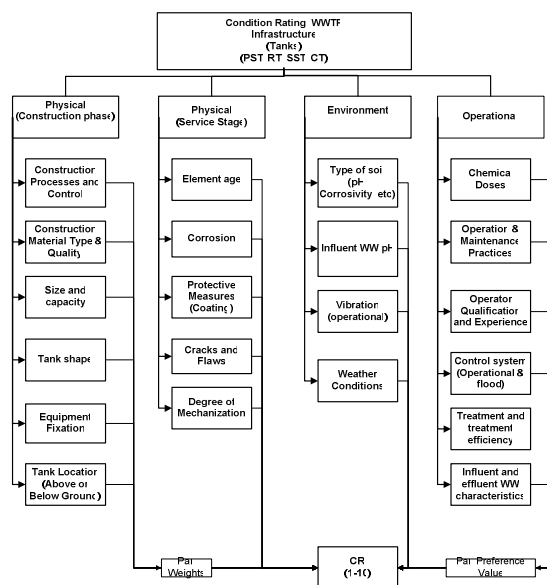 Condition Rating WWTP
Infrastructure
(Tanks)
(PST RT SST CT)
Physical
(Construction phase)
Physical
(Service Stage)
Environment
Operationa
Construction
Processes and
Control
Construction
Material Type &
Quality
Size and
capacity
Tank shape
Equipment
Fixation
Tank Location
(Above or
Below Ground)
Element age
Corrosion
Protective
Measures
(Coating)
Cracks and
Flaws
Degree of
Mechanization
Type of soi
(pH
Corrosivity etc)
Influent WW pH
Vibration
(operational)
Weather
Conditions
Chemica
Doses
Operation &
Maintenance
Practices
Operator
Qualification
and Experience
Control system
(Operational &
flood)
Treatment and
treatment
efficiency
Influent and
effluent WW
characteristics
Par
Weights
CR
(1-10
Par Preference
Value